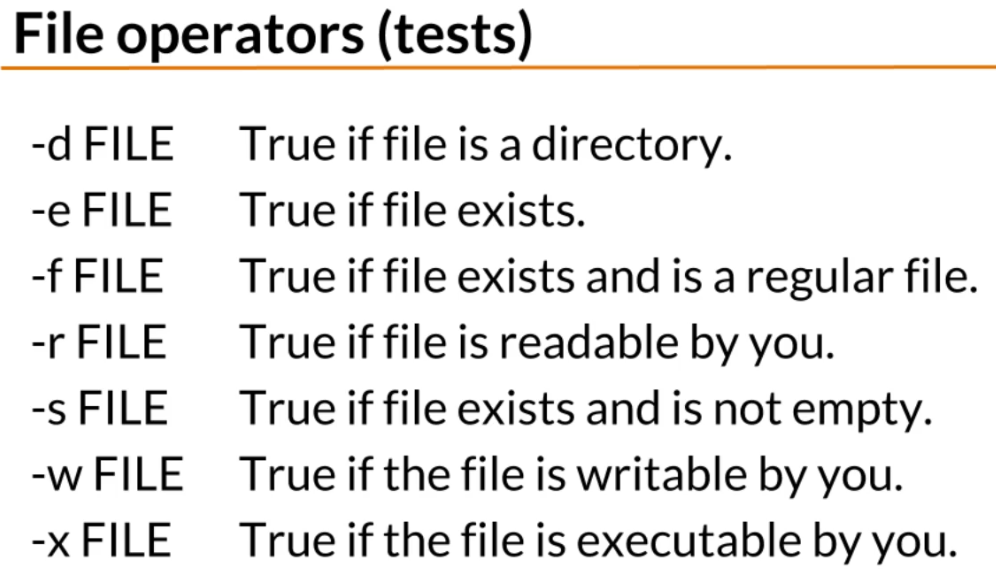 File operators (tests)
-d FILE True if file is a directory.
-e FILE True if file exists.
-f FILE True if file exists and is a regular file.
-r FILE True if file is readable by you.
-s FILE True if file exists and is not empty.
-w FILE True if the file is writable by you.
-x FILE True if the file is executable by you.